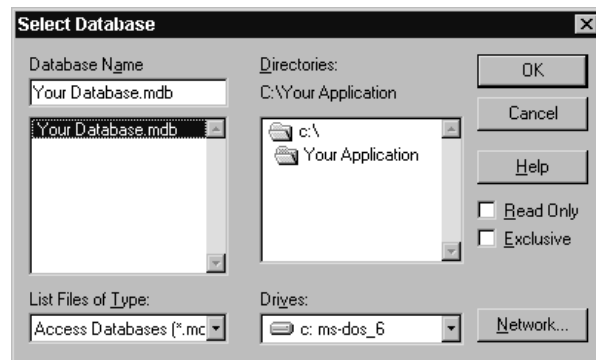 Select Database
Database Name
Your Database.mdb
Your Database.mdb
List Files of Type:
Access Databases (*.mc
Directories:
C:\Your Application
c:\
Your Application
Drives:
c: ms-dos_6
OK
Cancel
Help
Read Only
Exclusive
Network...